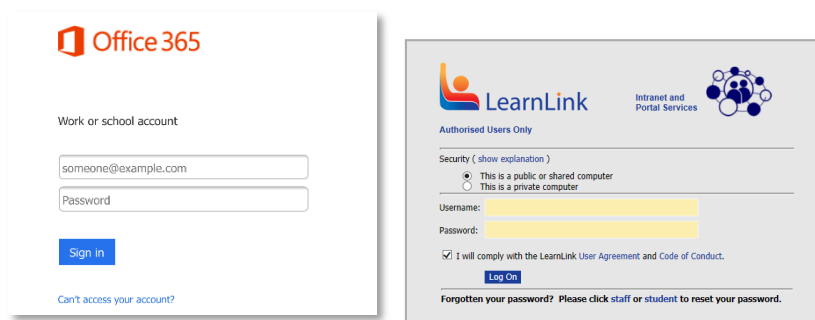 Office 365
Work or school account
someone@example.com
Password
Sign in
Can't access your account?
LearnLink
Intranet and
Portal Services
Authorised Users Only
Security ( show explanation )
This is a public or shared computer
This is a private computer
Username:
Password:
I will comply with the LearnLink User Agreement and Code of Conduct.
Log On
Forgotten your password? Please click staff or student to reset your password.